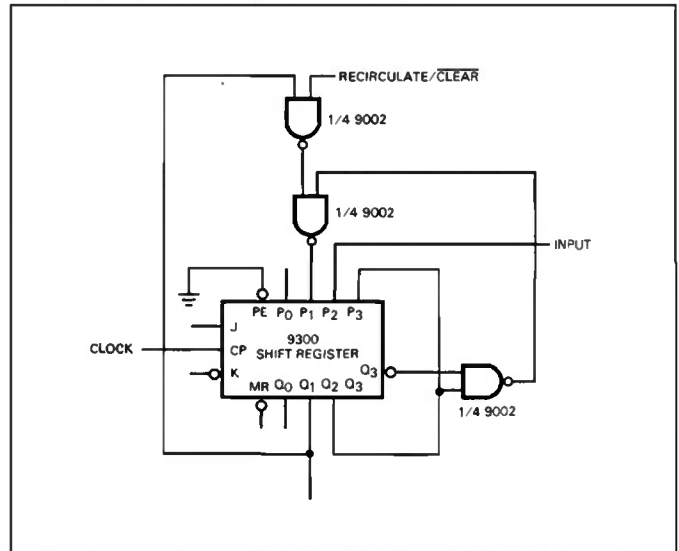 RECIRCULATE/CLEAR
1/4 9002
1/4 9002
INPUT
PE P0 P1 P2 P3
J
9300
SHIFT REGISTER
CLOCK
CP
Q3
K
MR Q0 Q1 Q2 Q3
1/4 9002